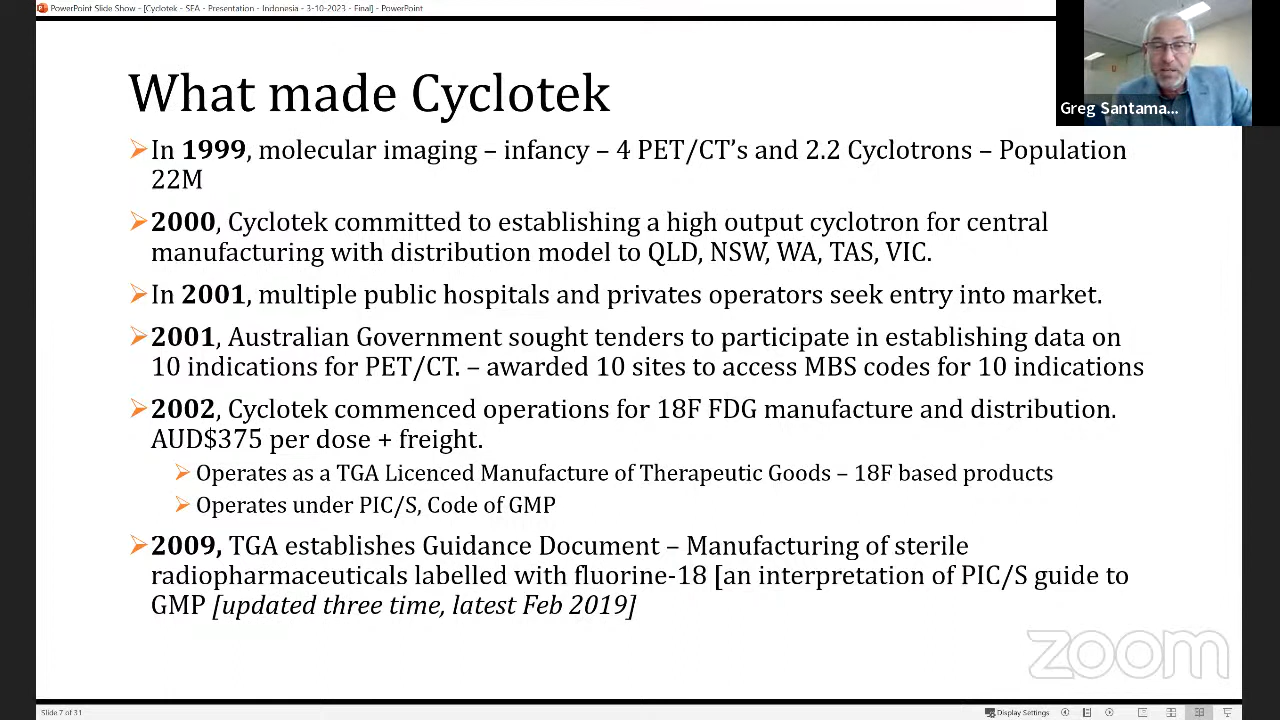 PowerPoint Slide Show - [Cyclotek - SEA - Presentation - Indonesia - 3-10-2023 - Final] - PowerPoint
Greg Santama...
What made Cyclotek
In 1999, molecular imaging – infancy – 4 PET/CT’s and 2.2 Cyclotrons – Population
22M
2000, Cyclotek committed to establishing a high output cyclotron for central
manufacturing with distribution model to QLD, NSW, WA, TAS, VIC.
In 2001, multiple public hospitals and privates operators seek entry into market.
2001, Australian Government sought tenders to participate in establishing data on
10 indications for PET/CT. – awarded 10 sites to access MBS codes for 10 indications
2002, Cyclotek commenced operations for 18F FDG manufacture and distribution.
AUD$375 per dose + freight.
Operates as a TGA Licenced Manufacture of Therapeutic Goods – 18F based products
Operates under PIC/S, Code of GMP
2009, TGA establishes Guidance Document – Manufacturing of sterile
radiopharmaceuticals labelled with fluorine-18 [an interpretation of PIC/S guide to
GMP [updated three time, latest Feb 2019]
zoom
Slide 7 of 31
Display Settings